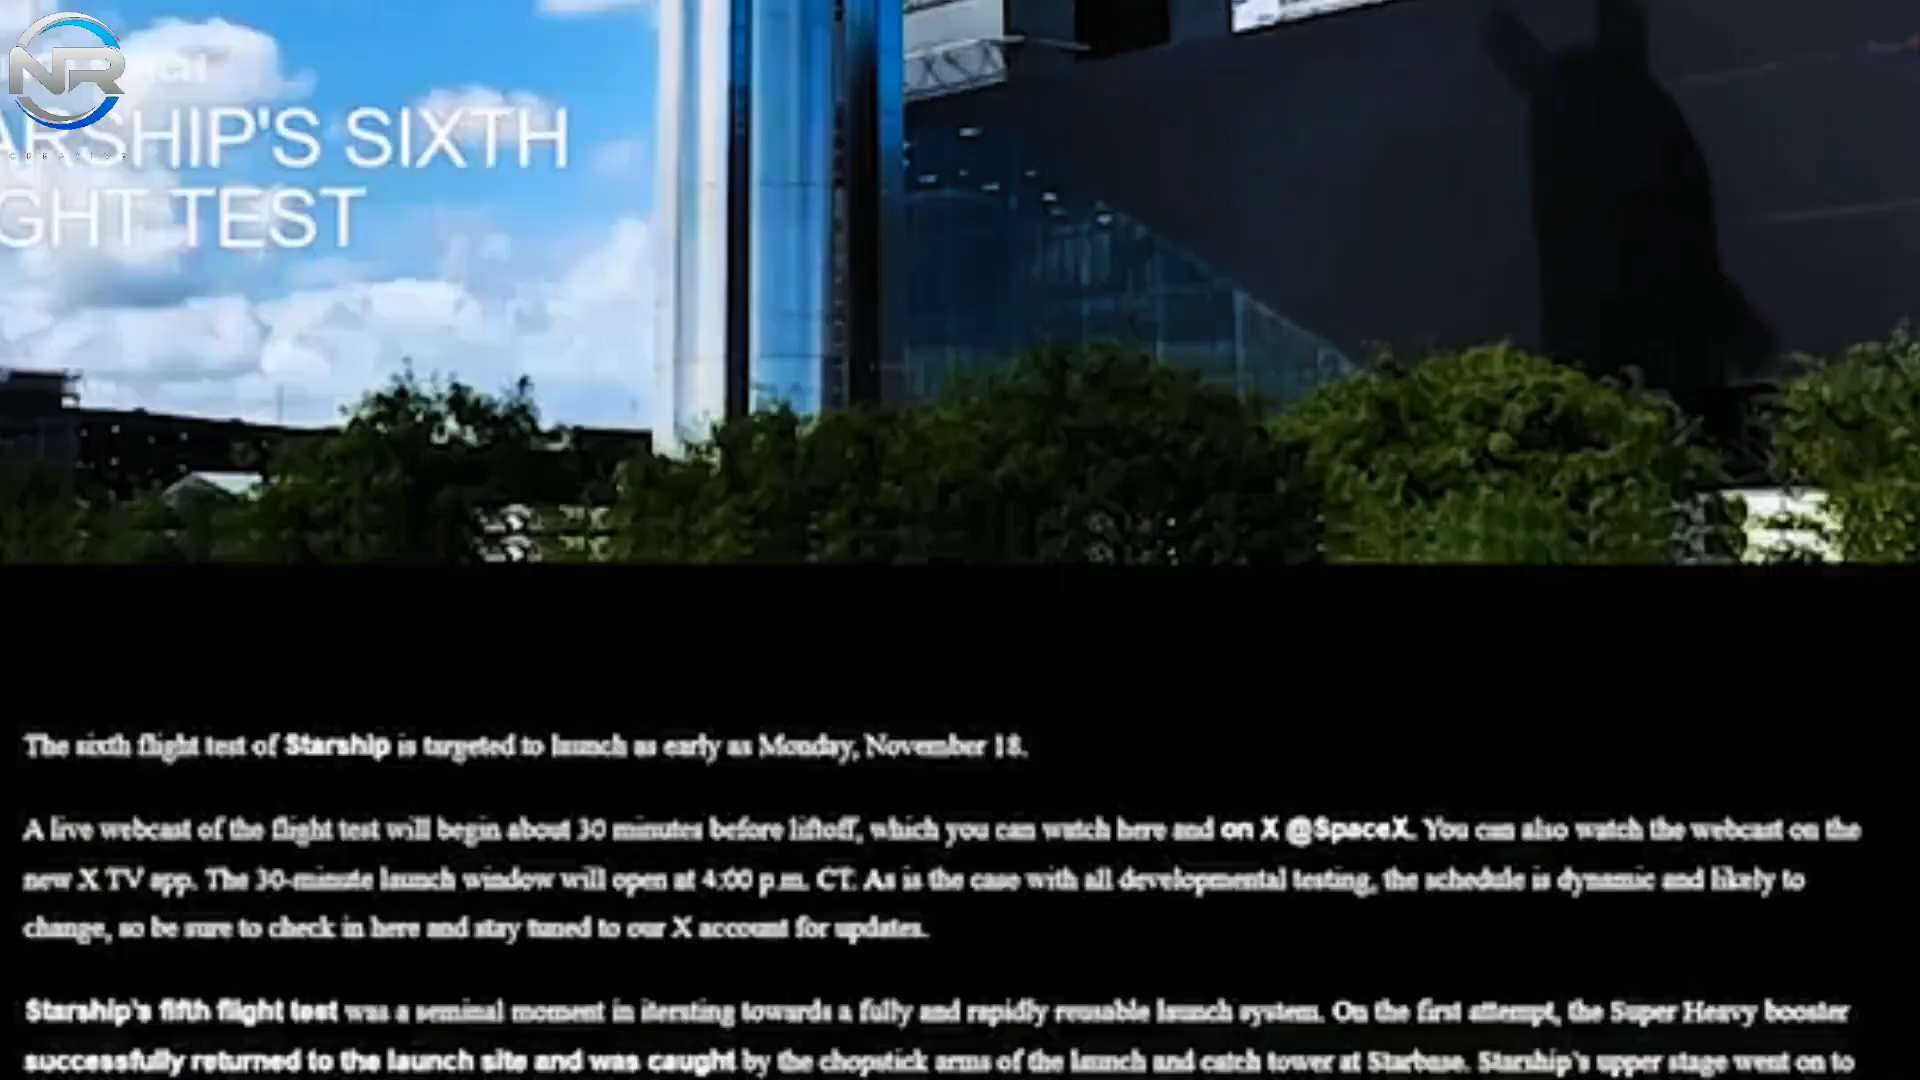 NR
CREATIVE
ARSHIP'S SIXTH
GHT TEST
The sixth flight test of Starship is targeted to launch as early as Monday, November 18.
A live webcast of the flight test will begin about 30 minutes before liftoff, which you can watch here and on X @SpaceX. You can also watch the webcast on the
new X TV app. The 30-minute launch window will open at 4:00 p.m. CT. As is the case with all developmental testing, the schedule is dynamic and likely to
change, so be sure to check in here and stay tuned to our X account for updates.
Starship's fifth flight test was a seminal moment in iterating towards a fully and rapidly reusable launch system. On the first attempt, the Super Heavy booster
successfully returned to the launch site and was caught by the chopstick arms of the launch and catch tower at Starbase. Starship's upper stage went on to